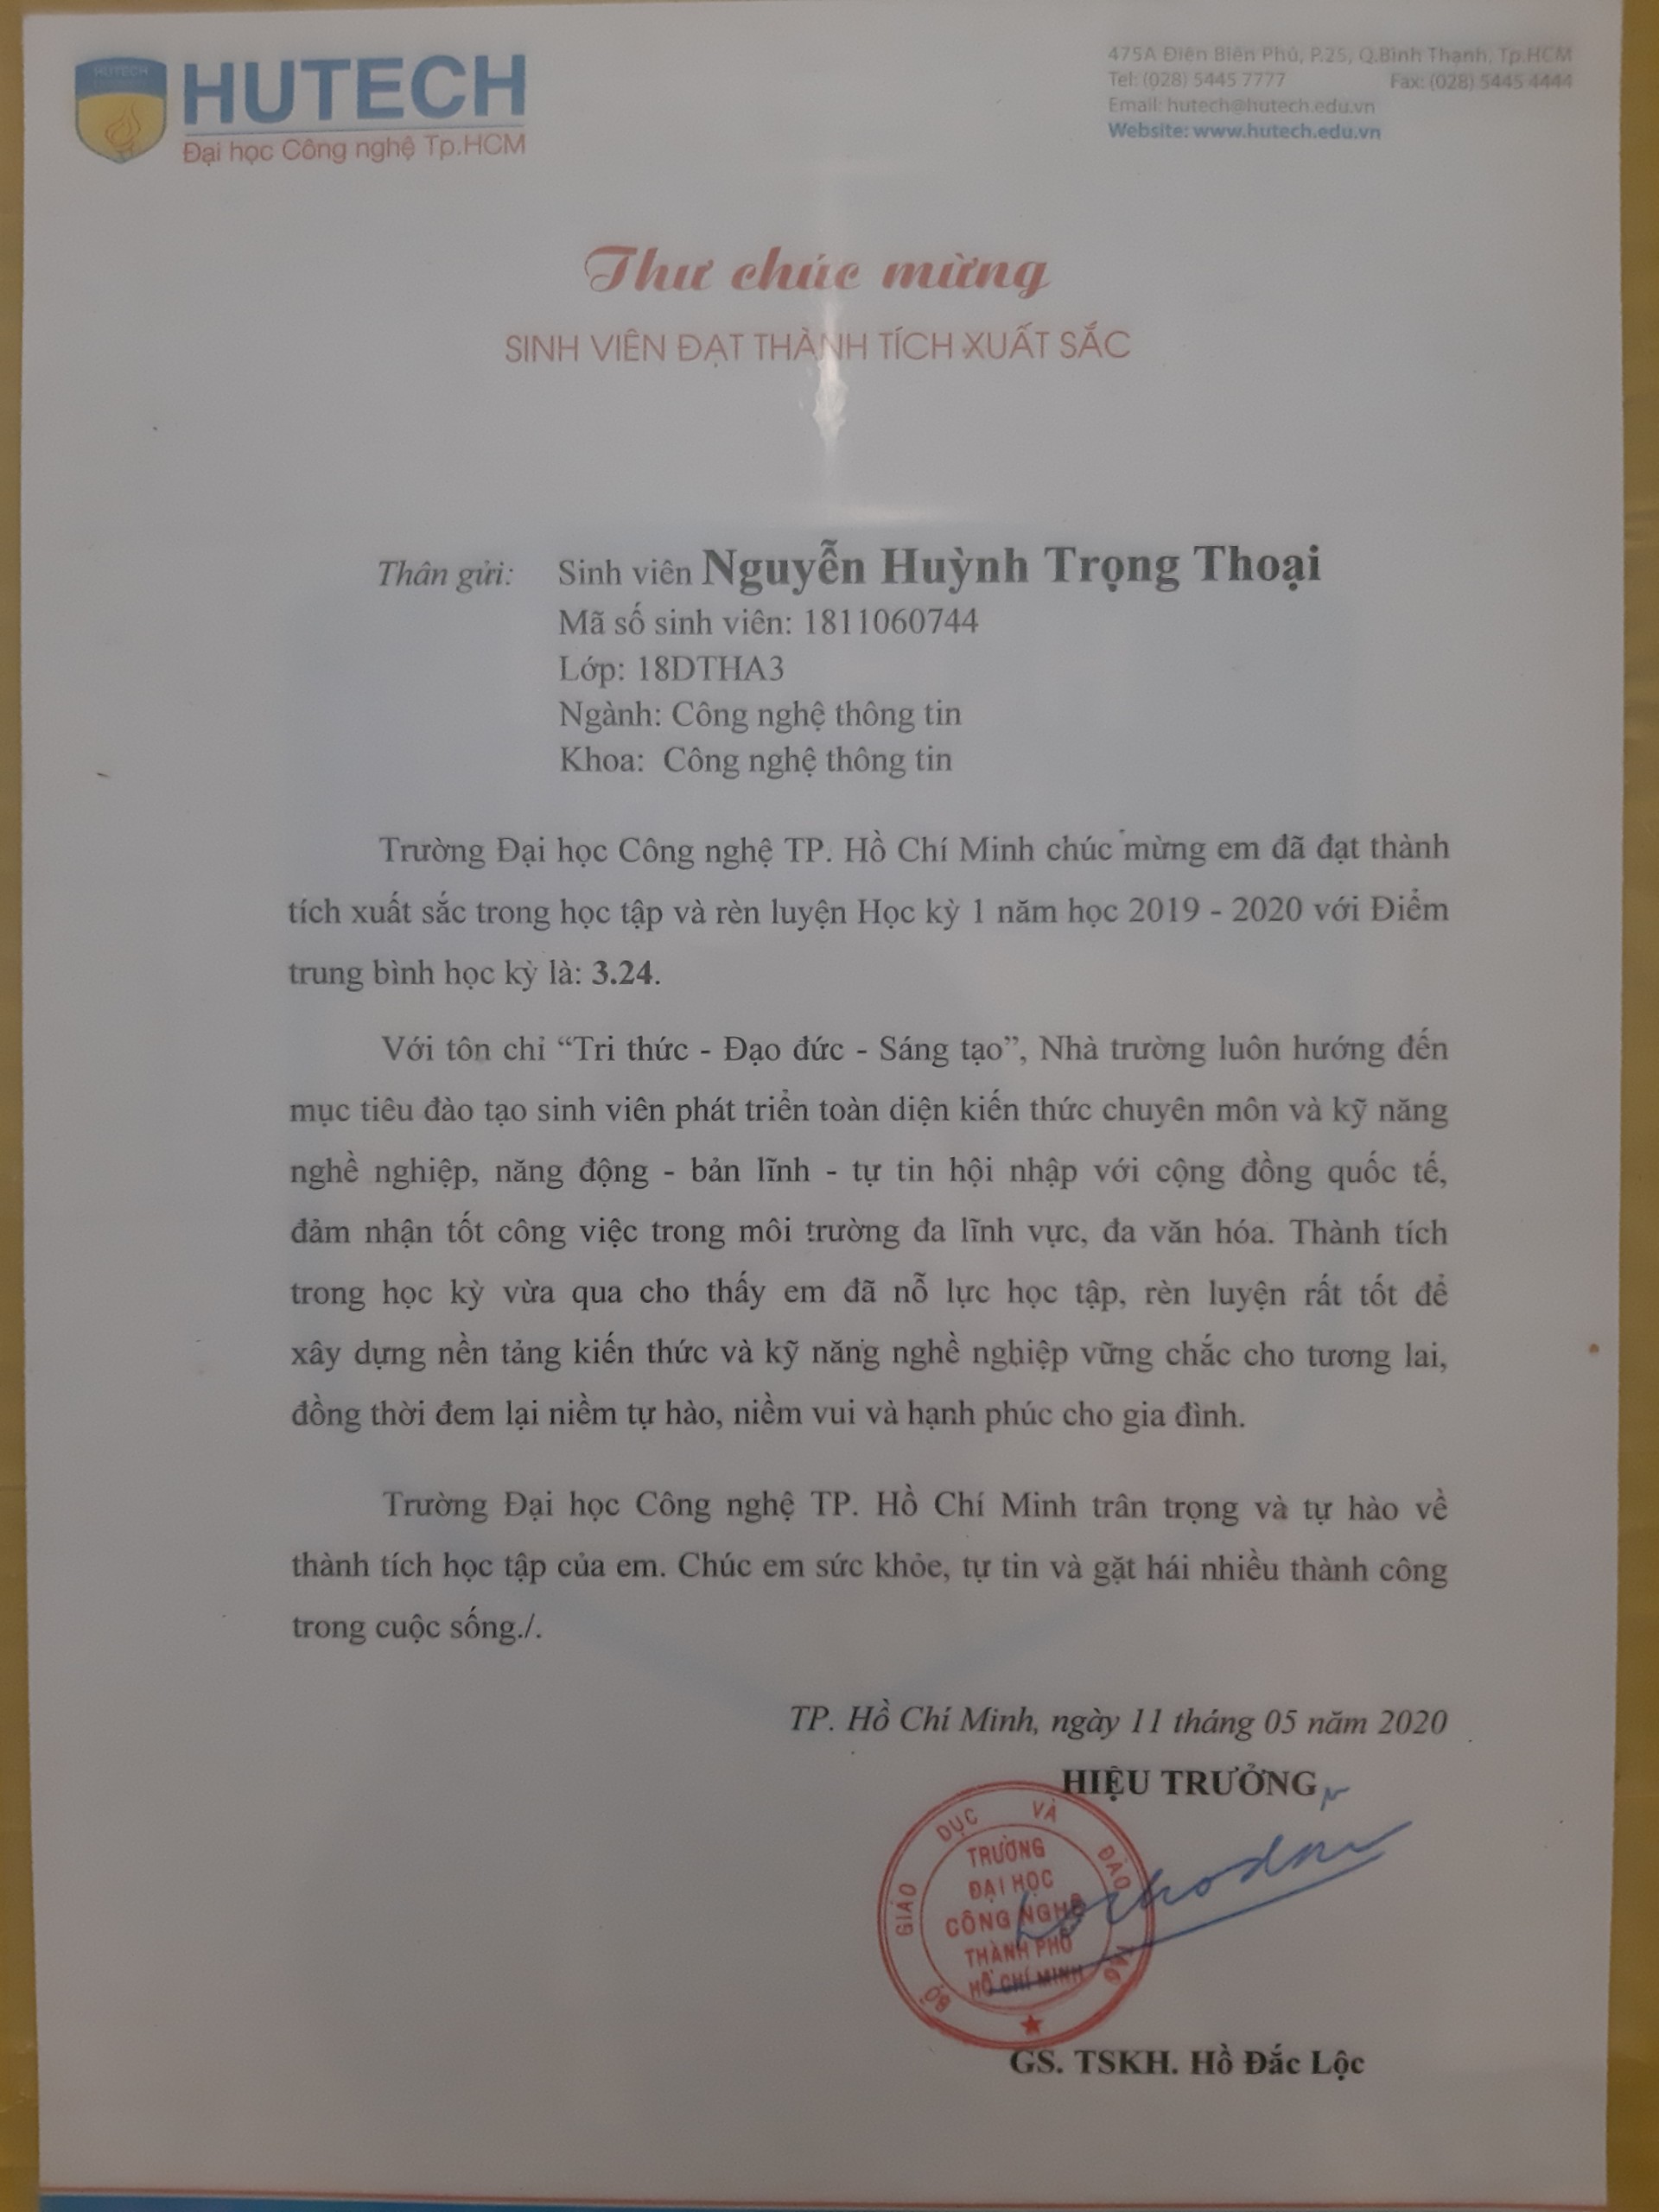 HUTECH
HUTECH
Đại học Công nghệ Tp.HCM
475A Điện Biên Phủ, P.25, Q.Bình Thạnh, Tp.HCM
Tel: (028) 5445 7777 Fax: (028) 5445 4444
Email: hutech@hutech.edu.vn
Website: www.hutech.edu.vn
Thư chúc mừng
SINH VIÊN ĐẠT THÀNH TÍCH XUẤT SẮC
Thân gửi: Sinh viên Nguyễn Huỳnh Trọng Thoại
Mã số sinh viên: 1811060744
Lớp: 18DTHA3
Ngành: Công nghệ thông tin
Khoa: Công nghệ thông tin
Trường Đại học Công nghệ TP. Hồ Chí Minh chúc mừng em đã đạt thành
tích xuất sắc trong học tập và rèn luyện Học kỳ 1 năm học 2019 - 2020 với Điểm
trung bình học kỳ là: 3.24.
Với tôn chỉ “Tri thức - Đạo đức - Sáng tạo”, Nhà trường luôn hướng đến
mục tiêu đào tạo sinh viên phát triển toàn diện kiến thức chuyên môn và kỹ năng
nghề nghiệp, năng động - bản lĩnh - tự tin hội nhập với cộng đồng quốc tế,
đảm nhận tốt công việc trong môi trường đa lĩnh vực, đa văn hóa. Thành tích
trong học kỳ vừa qua cho thấy em đã nỗ lực học tập, rèn luyện rất tốt để
xây dựng nền tảng kiến thức và kỹ năng nghề nghiệp vững chắc cho tương lai,
đồng thời đem lại niềm tự hào, niềm vui và hạnh phúc cho gia đình.
Trường Đại học Công nghệ TP. Hồ Chí Minh trân trọng và tự hào về
thành tích học tập của em. Chúc em sức khỏe, tự tin và gặt hái nhiều thành công
trong cuộc sống./.
TP. Hồ Chí Minh, ngày 11 tháng 05 năm 2020
HIỆU TRƯỞNG
BỘ GIÁO DỤC VÀ ĐÀO TẠO
TRƯỜNG
ĐẠI HỌC
CÔNG NGHỆ
THÀNH PHỐ
HỒ CHÍ MINH
GS. TSKH. Hồ Đắc Lộc